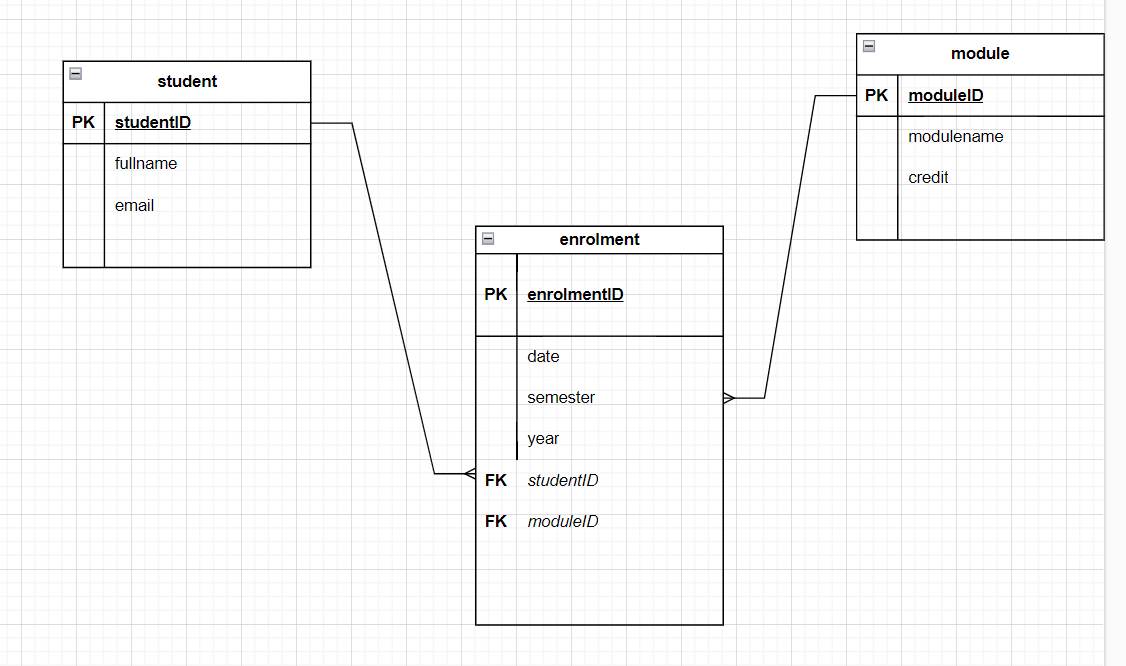 student
PK studentID
fullname
email
module
PK moduleID
modulename
credit
enrolment
PK enrolmentID
date
semester
year
FK studentID
FK moduleID